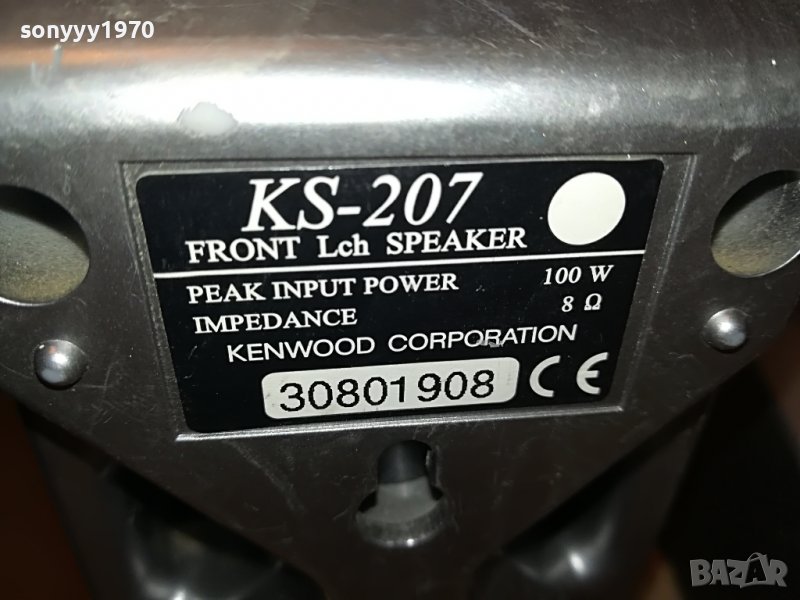 sonyyy1970
KS-207
FRONT Lch SPEAKER
PEAK INPUT POWER 100 W
IMPEDANCE 8 Ω
KENWOOD CORPORATION
30801908 CE
BAZAR